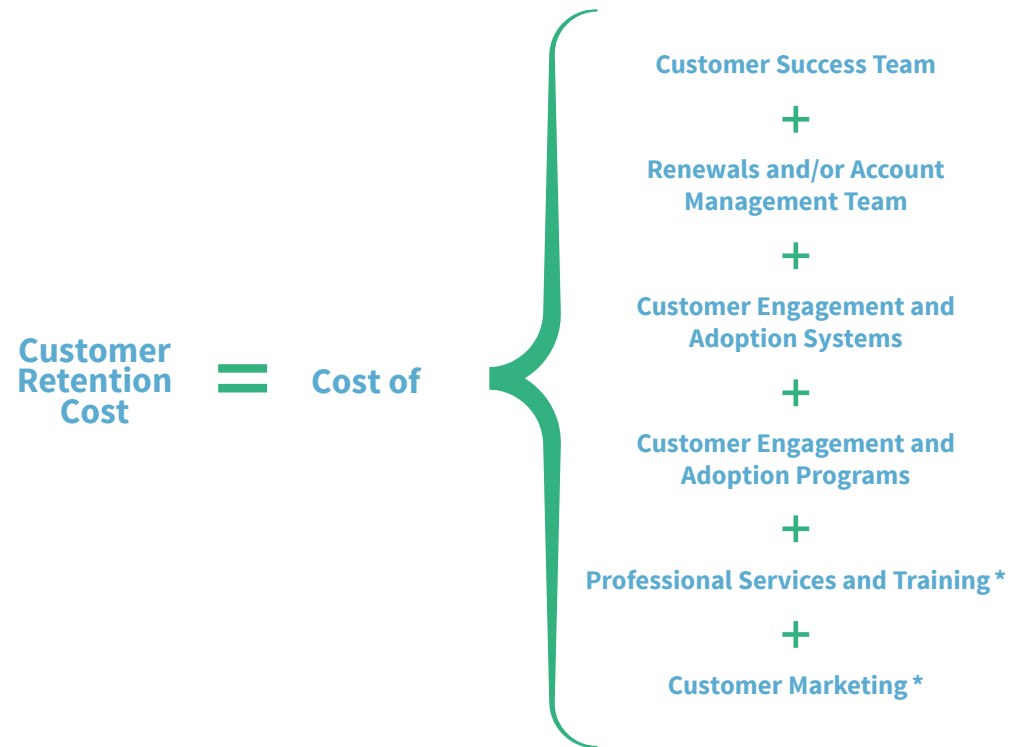 Customer
Retention
Cost
=
Cost of
Customer Success Team
+
Renewals and/or Account
Management Team
+
Customer Engagement and
Adoption Systems
+
Customer Engagement and
Adoption Programs
+
Professional Services and Training *
+
Customer Marketing *